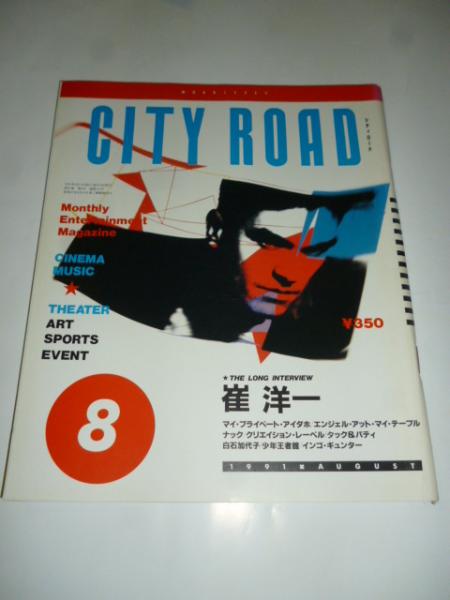 CITY ROAD
シティロード
Monthly
Entertainment
Magazine
CINEMA
MUSIC
★
THEATER
ART
SPORTS
EVENT
¥350
8
★ THE LONG INTERVIEW
崔 洋一
マイ・プライベート・アイダホ/エンジェル・アット・マイ・テーブル
ナック/クリエイション・レーベル/タック&パティ
白石加代子/少年王者舘/インゴ・ギュンター
1991★AUGUST